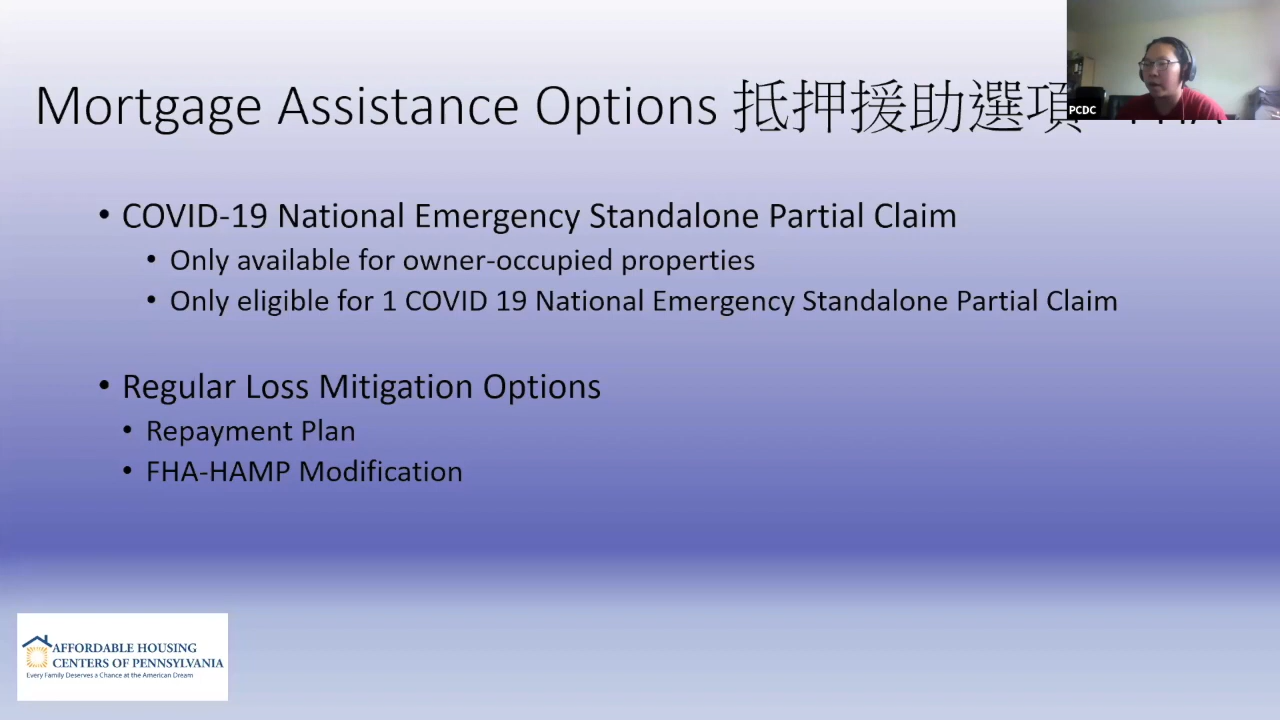 Mortgage Assistance Options 抵押援助選項
PCDC
• COVID-19 National Emergency Standalone Partial Claim
• Only available for owner-occupied properties
• Only eligible for 1 COVID 19 National Emergency Standalone Partial Claim
• Regular Loss Mitigation Options
• Repayment Plan
• FHA-HAMP Modification
AFFORDABLE HOUSING
CENTERS OF PENNSYLVANIA
Every Family Deserves a Chance at the American Dream